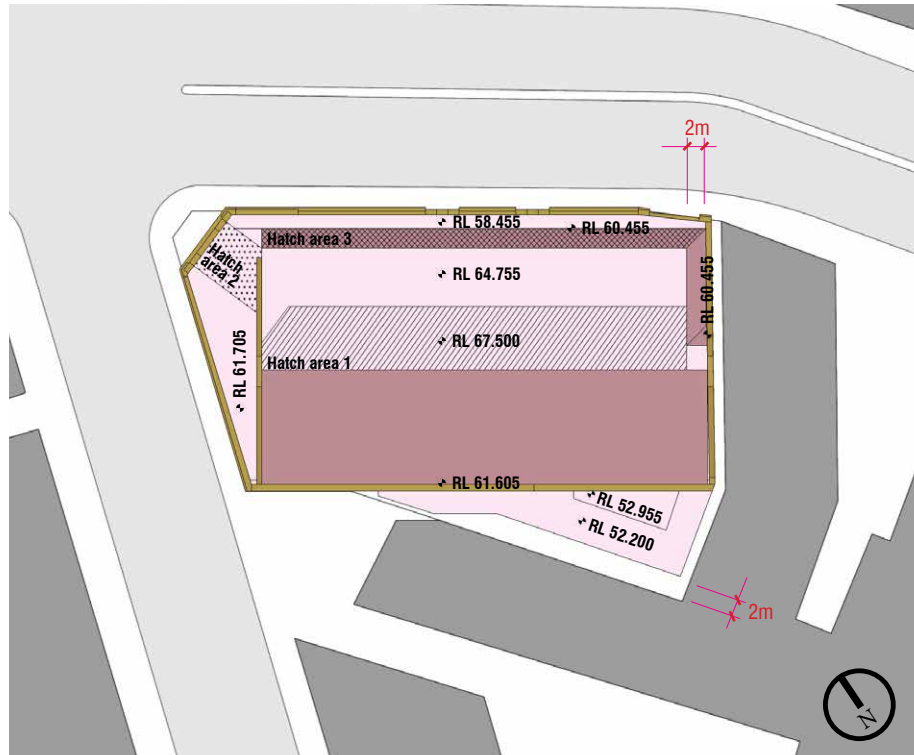 2m
RL 58.455
RL 60.455
Hatch area 3
Hatch
area 2
RL 64.755
RL 60.455
RL 67.500
RL 61.705
Hatch area 1
RL 61.605
RL 52.955
RL 52.200
2m
N